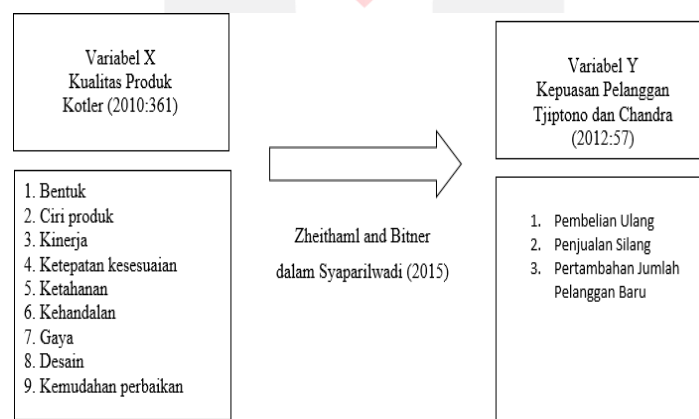 Variabel X
Kualitas Produk
Kotler (2010:361)
1. Bentuk
2. Ciri produk
3. Kinerja
4. Ketepatan kesesuaian
5. Ketahanan
6. Kehandalan
7. Gaya
8. Desain
9. Kemudahan perbaikan
Zheithaml and Bitner
dalam Syaparilwadi (2015)
Variabel Y
Kepuasan Pelanggan
Tjiptono dan Chandra
(2012:57)
1. Pembelian Ulang
2. Penjualan Silang
3. Pertambahan Jumlah
Pelanggan Baru